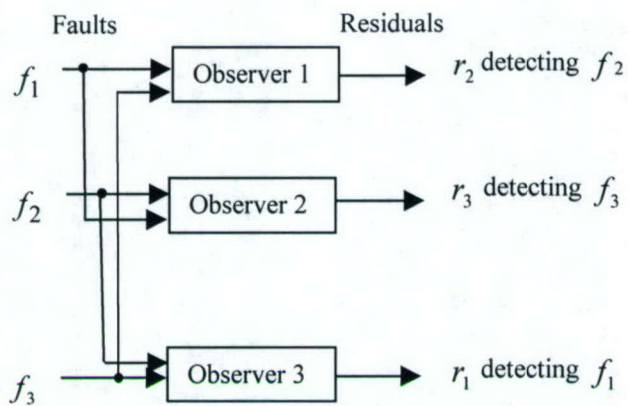 Faults Residuals
f1 Observer 1 r2 detecting f2
f2 Observer 2 r3 detecting f3
f3 Observer 3 r1 detecting f1